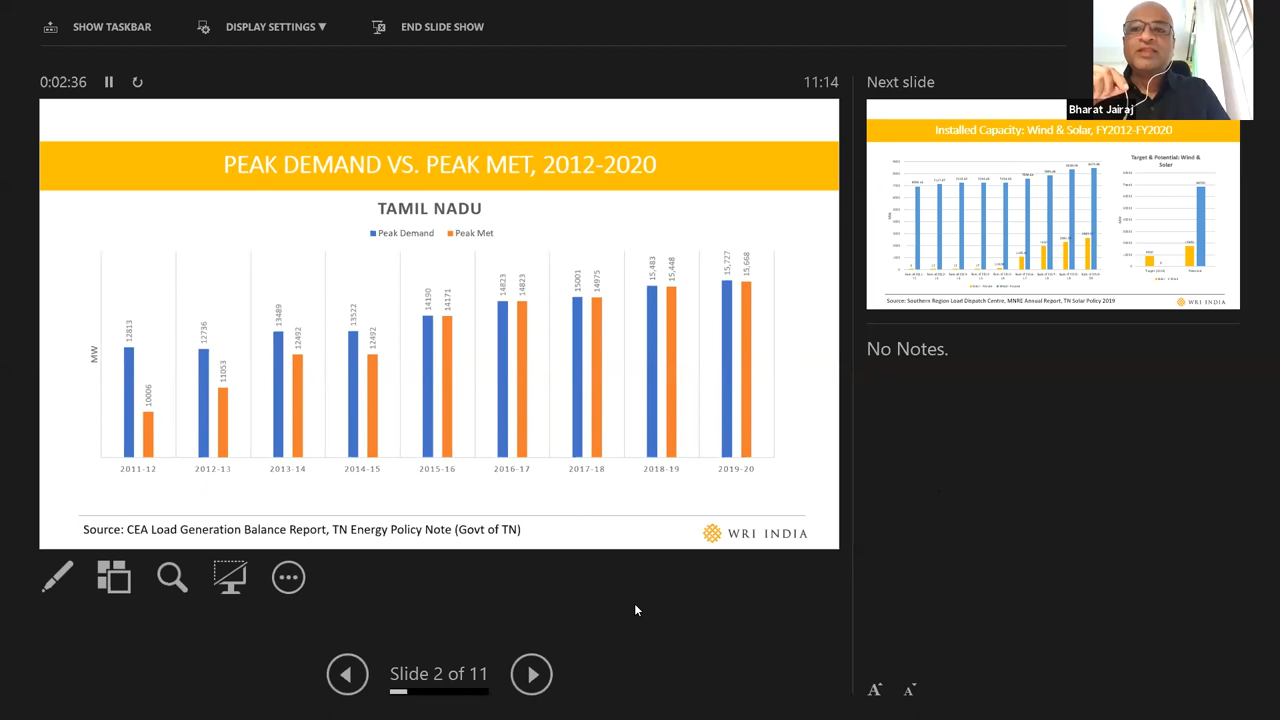 SHOW TASKBAR
DISPLAY SETTINGS ▼
END SLIDE SHOW
0:02:36
11:14
Next slide
Bharat Jairaj
PEAK DEMAND VS. PEAK MET, 2012-2020
TAMIL NADU
Peak Demand
Peak Met
MW
12813
10006
12736
11053
13489
12492
13522
12492
14190
14171
14823
14823
15001
14975
15,483
15,448
15,727
15,668
2011-12
2012-13
2013-14
2014-15
2015-16
2016-17
2017-18
2018-19
2019-20
Source: CEA Load Generation Balance Report, TN Energy Policy Note (Govt of TN)
WRI INDIA
Installed Capacity: Wind & Solar, FY2012-FY2020
Target & Potential: Wind &
Solar
Source: Southern Region Load Dispatch Centre, MNRE Annual Report, TN Solar Policy 2019
WRI INDIA
No Notes.
Slide 2 of 11
A
A